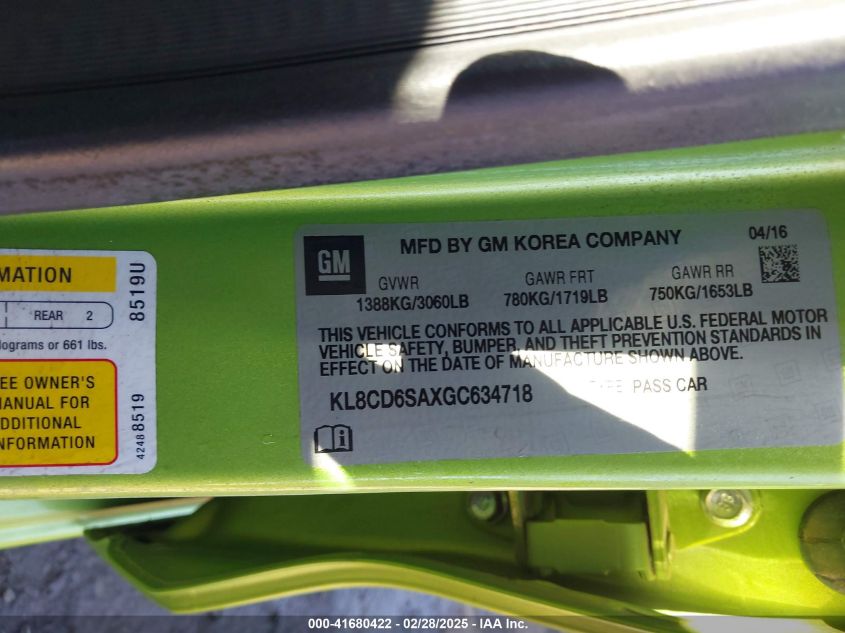 MATION
REAR 2
lograms or 661 lbs.
EE OWNER'S
MANUAL FOR
DDITIONAL
NFORMATION
8519U
42488519
GM
MFD BY GM KOREA COMPANY
04/16
GVWR
GAWR FRT
GAWR RR
1388KG/3060LB
780KG/1719LB
750KG/1653LB
THIS VEHICLE CONFORMS TO ALL APPLICABLE U.S. FEDERAL MOTOR
VEHICLE SAFETY, BUMPER, AND THEFT PREVENTION STANDARDS IN
EFFECT ON THE DATE OF MANUFACTURE SHOWN ABOVE.
KL8CD6SAXGC634718
TYPE: PASS CAR
i
000-41680422 - 02/28/2025 - IAA Inc.